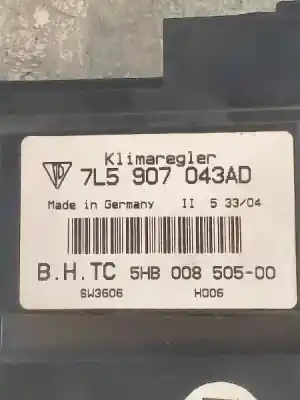 Klimaregler
7L5 907 043AD
Made in Germany II 5 33/04
B.H.TC 5HB 008 505-00
SW3606 H006